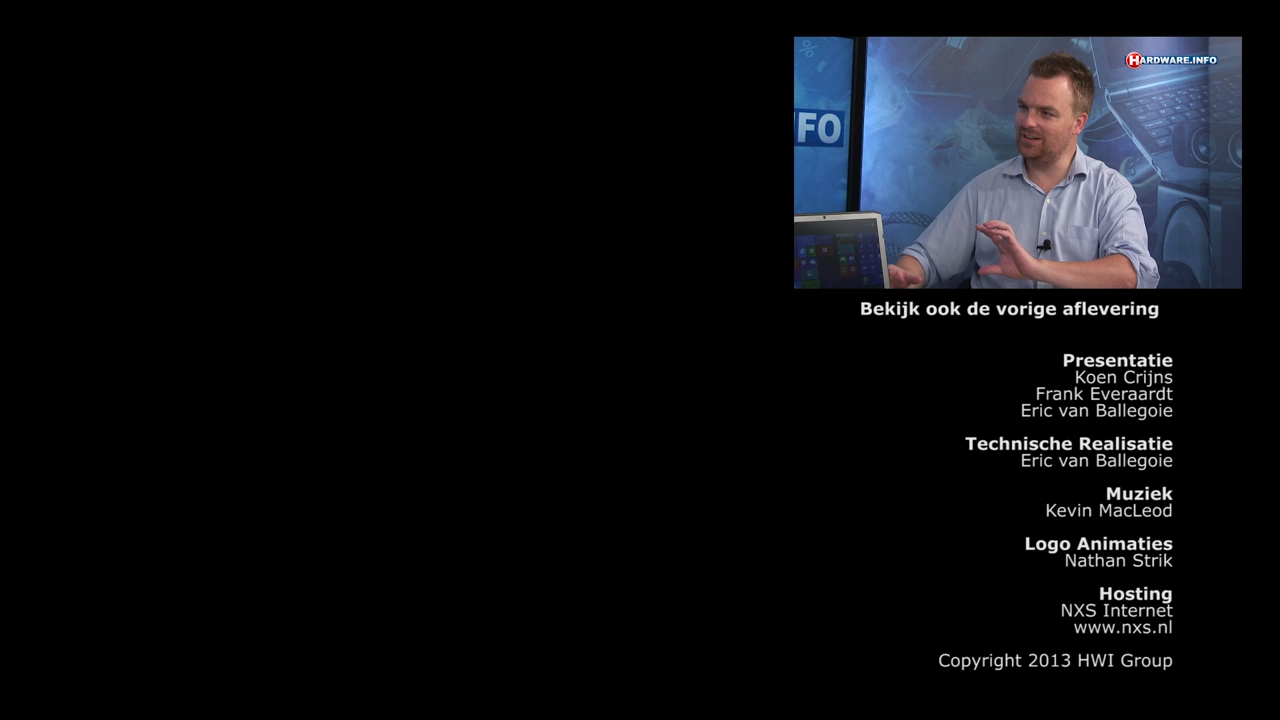 HARDWARE.INFO
FO
Bekijk ook de vorige aflevering
Presentatie
Koen Crijns
Frank Everaardt
Eric van Ballegoie
Technische Realisatie
Eric van Ballegoie
Muziek
Kevin MacLeod
Logo Animaties
Nathan Strik
Hosting
NXS Internet
www.nxs.nl
Copyright 2013 HWI Group